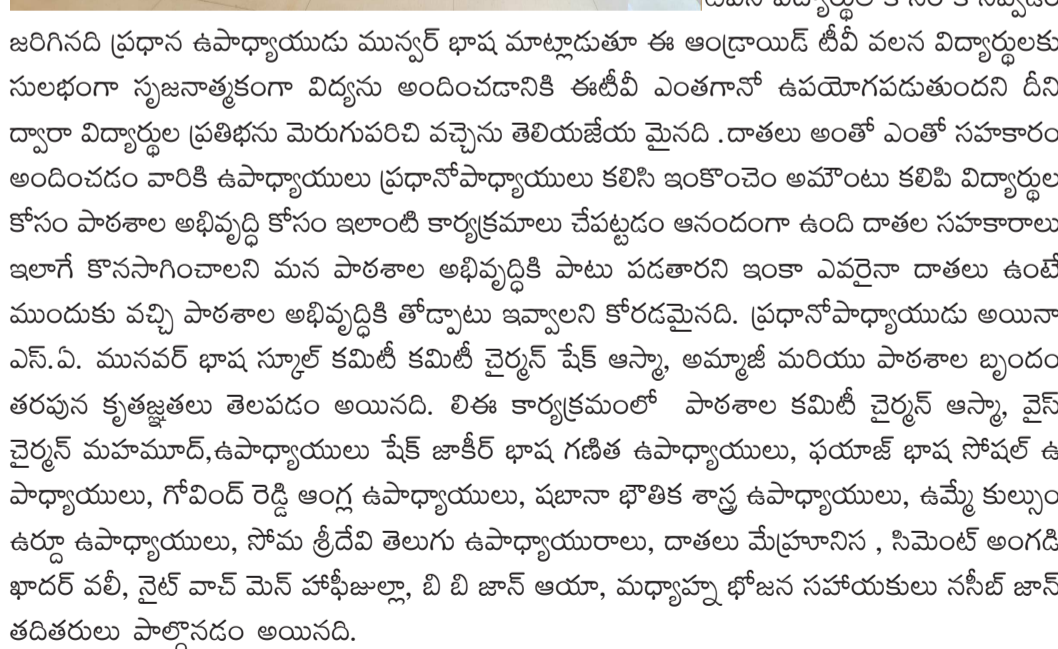 జరిగినది ప్రధాన ఉపాధ్యాయుడు మున్వర్ భాష మాట్లాడుతూ ఈ ఆండ్రాయిడ్ టీవీ వలన విద్యార్థులకు
సులభంగా సృజనాత్మకంగా విద్యను అందించడానికి ఈటీవీ ఎంతగానో ఉపయోగపడుతుందని దీని
ద్వారా విద్యార్థుల ప్రతిభను మెరుగుపరిచి వచ్చెను తెలియజేయ మైనది .దాతలు అంతో ఎంతో సహకారం
అందించడం వారికి ఉపాధ్యాయులు ప్రధానోపాధ్యాయులు కలిసి ఇంకొంచెం అమౌంటు కలిపి విద్యార్థుల
కోసం పాఠశాల అభివృద్ధి కోసం ఇలాంటి కార్యక్రమాలు చేపట్టడం ఆనందంగా ఉంది దాతల సహకారాలు
ఇలాగే కొనసాగించాలని మన పాఠశాల అభివృద్ధికి పాటు పడతారని ఇంకా ఎవరైనా దాతలు ఉంటే
ముందుకు వచ్చి పాఠశాల అభివృద్ధికి తోడ్పాటు ఇవ్వాలని కోరడమైనది. ప్రధానోపాధ్యాయుడు అయినా
ఎస్.ఏ. మునవర్ భాష స్కూల్ కమిటీ కమిటీ చైర్మన్ షేక్ ఆస్మా, అమ్మాజీ మరియు పాఠశాల బృందం
తరపున కృతజ్ఞతలు తెలపడం అయినది. లిఈ కార్యక్రమంలో పాఠశాల కమిటీ చైర్మన్ ఆస్మా, వైస్
చైర్మన్ మహమూద్,ఉపాధ్యాయులు షేక్ జాకీర్ భాష గణిత ఉపాధ్యాయులు, ఫయాజ్ భాష సోషల్ ఉ
పాధ్యాయులు, గోవింద్ రెడ్డి ఆంగ్ల ఉపాధ్యాయులు, షబానా భౌతిక శాస్త్ర ఉపాధ్యాయులు, ఉమ్మే కుల్సుం
ఉర్దూ ఉపాధ్యాయులు, సోమ శ్రీదేవి తెలుగు ఉపాధ్యాయురాలు, దాతలు మేహ్రూనిస , సిమెంట్ అంగడి
ఖాదర్ వలీ, నైట్ వాచ్ మెన్ హాఫీజుల్లా, బి బి జాన్ ఆయా, మధ్యాహ్న భోజన సహాయకులు నసీబ్ జాన్
తదితరులు పాల్గొనడం అయినది.